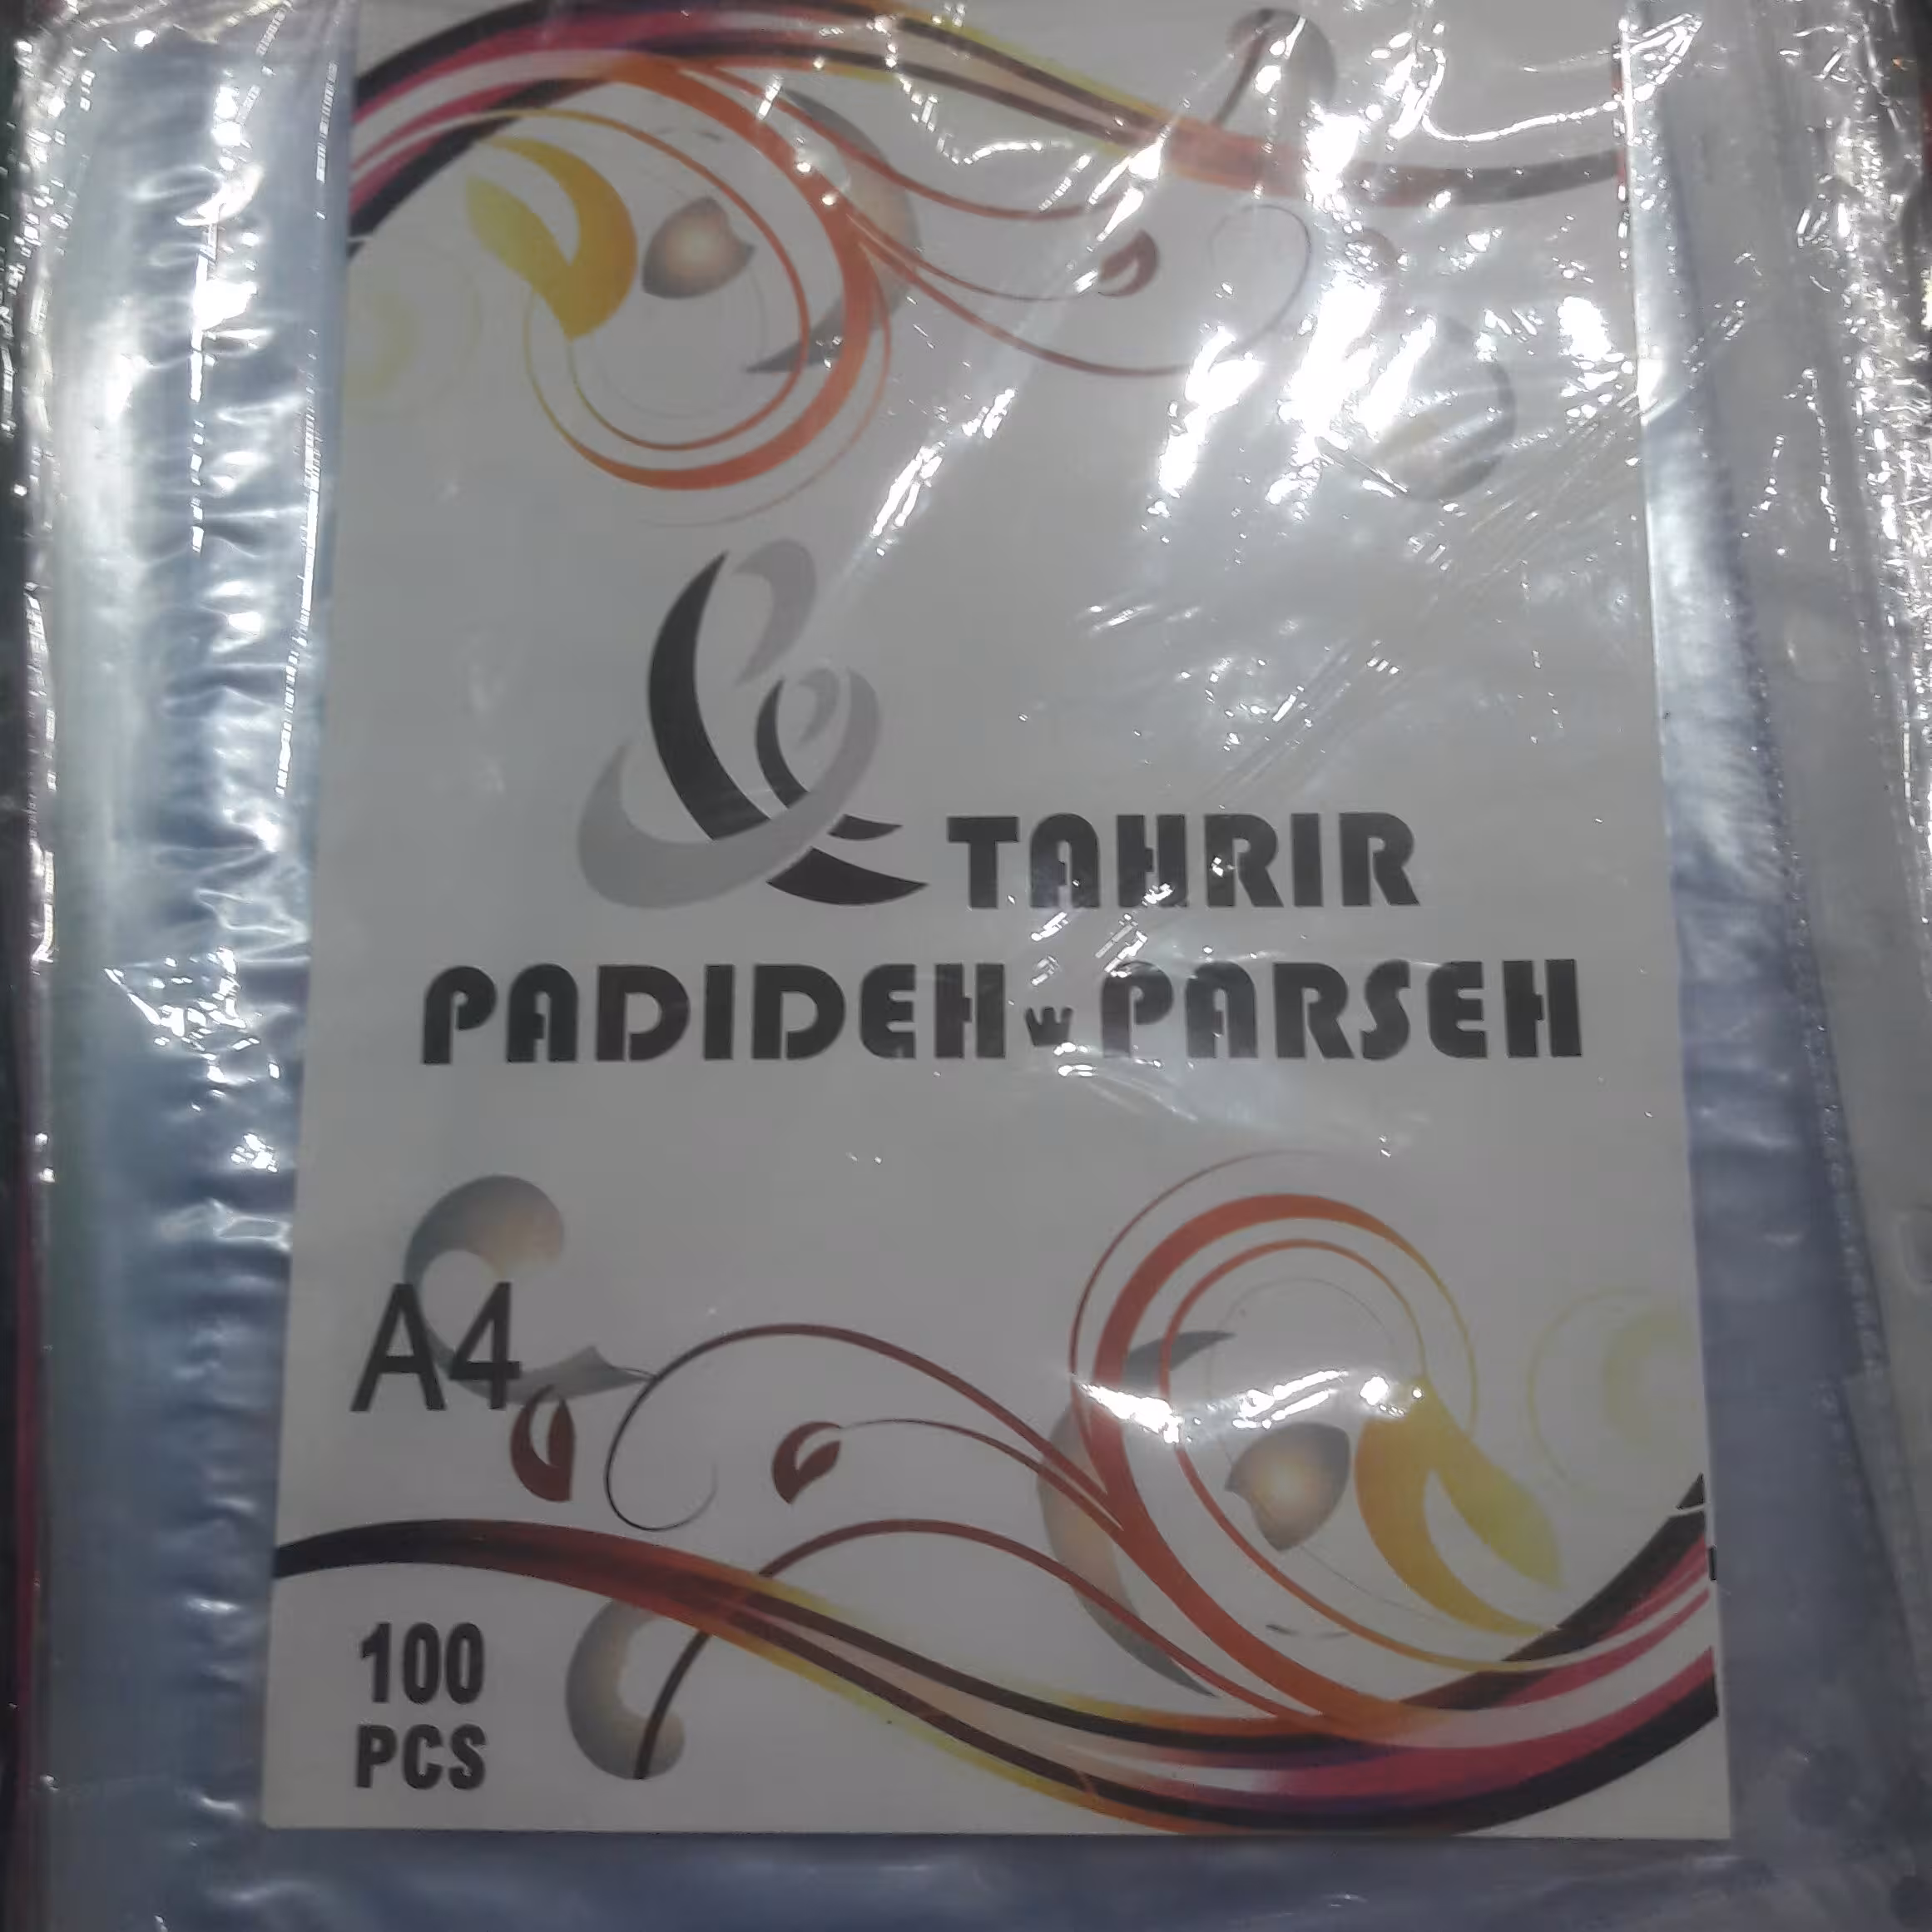 TAHRIR
PADIDEH w PARSEH
A4
100
PCS